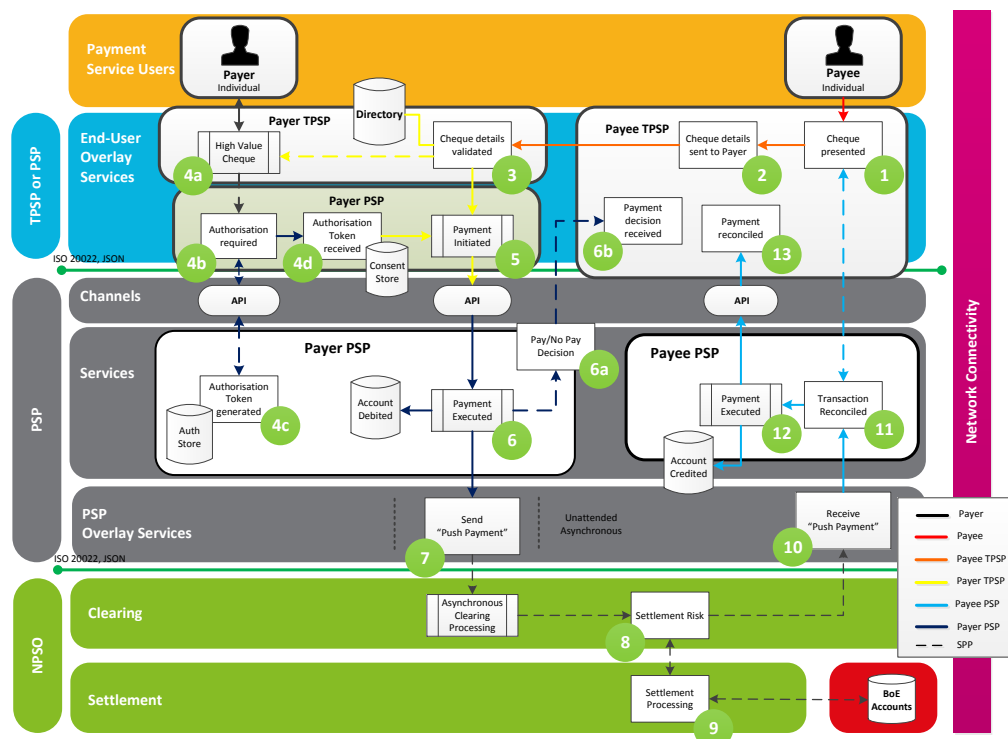 Payment
Service Users
Payer
Individual
Payee
Individual
TPSP or PSP
End-User
Overlay
Services
Payer TPSP
Directory
High Value
Cheque
4a
Cheque details
validated
3
Payee TPSP
Cheque details
sent to Payer
2
Cheque
presented
1
Payer PSP
Authorisation
required
4b
Authorisation
Token
received
4d
Consent
Store
Payment
Initiated
5
Payment
decision
received
6b
Payment
reconciled
13
ISO 20022, JSON
PSP
Channels
API
API
API
Services
Payer PSP
Authorisation
Token
generated
4c
Auth
Store
Account
Debited
Payment
Executed
6
Pay/No Pay
Decision
6a
Payee PSP
Payment
Executed
12
Transaction
Reconciled
11
Account
Credited
PSP
Overlay Services
Send
"Push Payment"
7
Unattended
Asynchronous
Receive
"Push Payment"
10
ISO 20022, JSON
NPSO
Clearing
Asynchronous
Clearing
Processing
Settlement Risk
8
Settlement
Settlement
Processing
9
BoE
Accounts
Network Connectivity
Payer
Payee
Payee TPSP
Payer TPSP
Payee PSP
Payer PSP
SPP